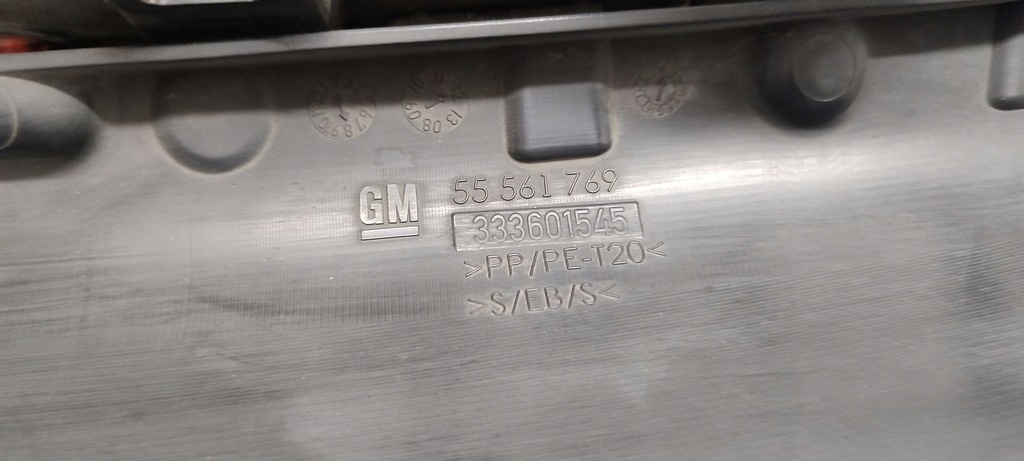 GM 55 561 769
333601545
>PP/PE-T20<
>S/EB/S<